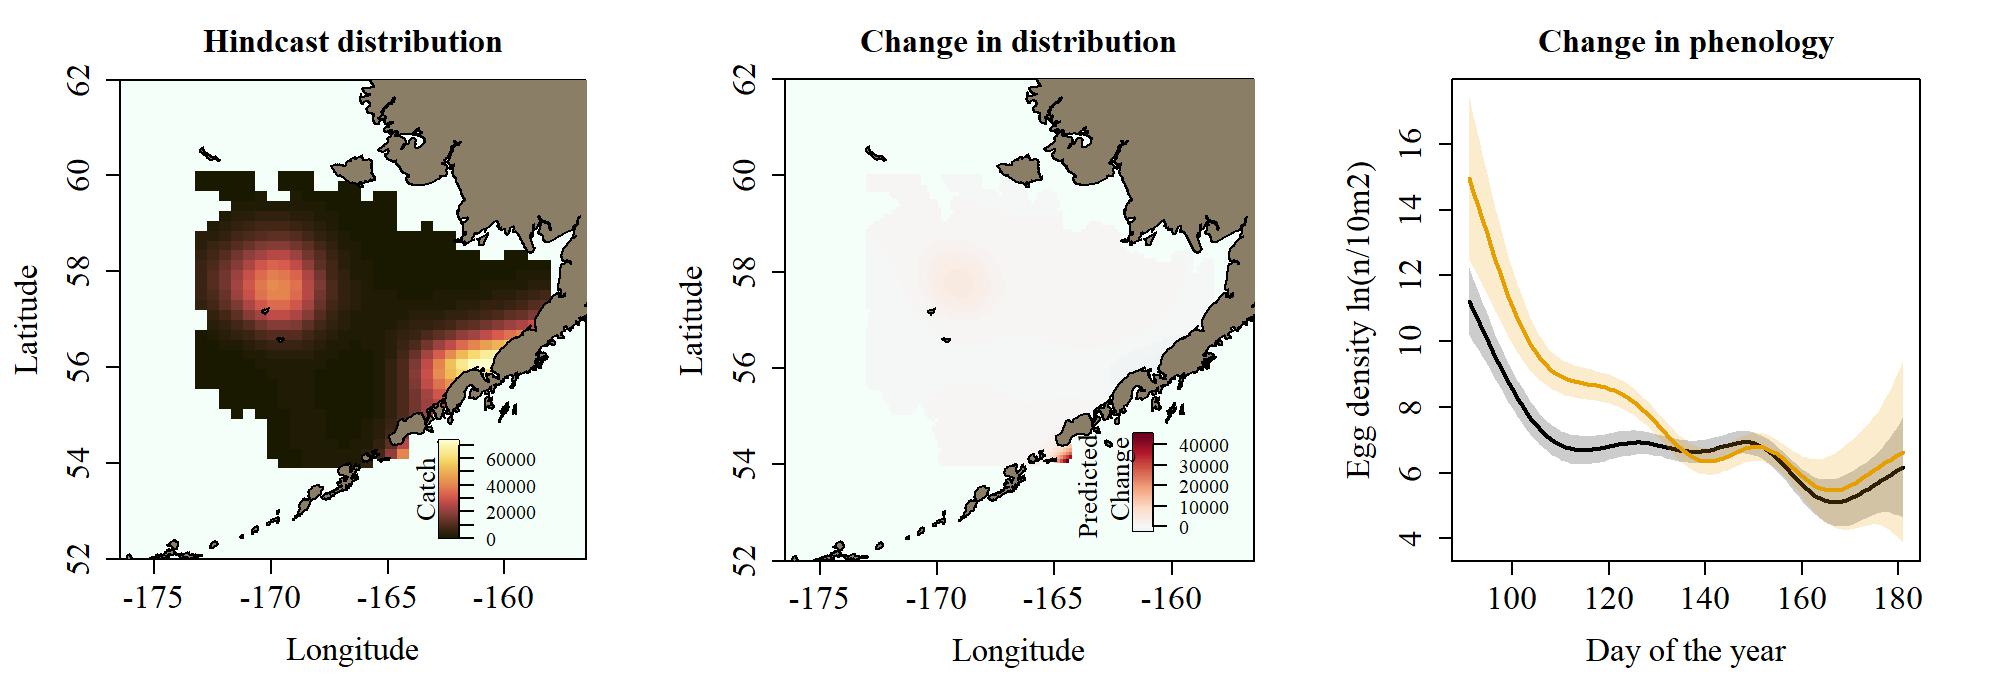 Hindcast distribution
62
60
58
56
54
52
Latitude
-175 -170 -165 -160
Longitude
Catch
60000
40000
20000
0
Change in distribution
62
60
58
56
54
52
Latitude
-175 -170 -165 -160
Longitude
Predicted
Change
40000
30000
20000
10000
0
Change in phenology
16
14
12
10
8
6
4
Egg density ln(n/10m2)
100 120 140 160 180
Day of the year